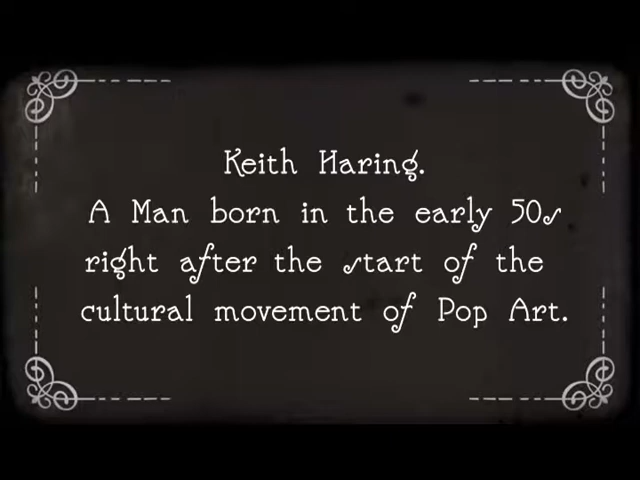 Keith Haring.
A Man born in the early 50s
right after the start of the
cultural movement of Pop Art.